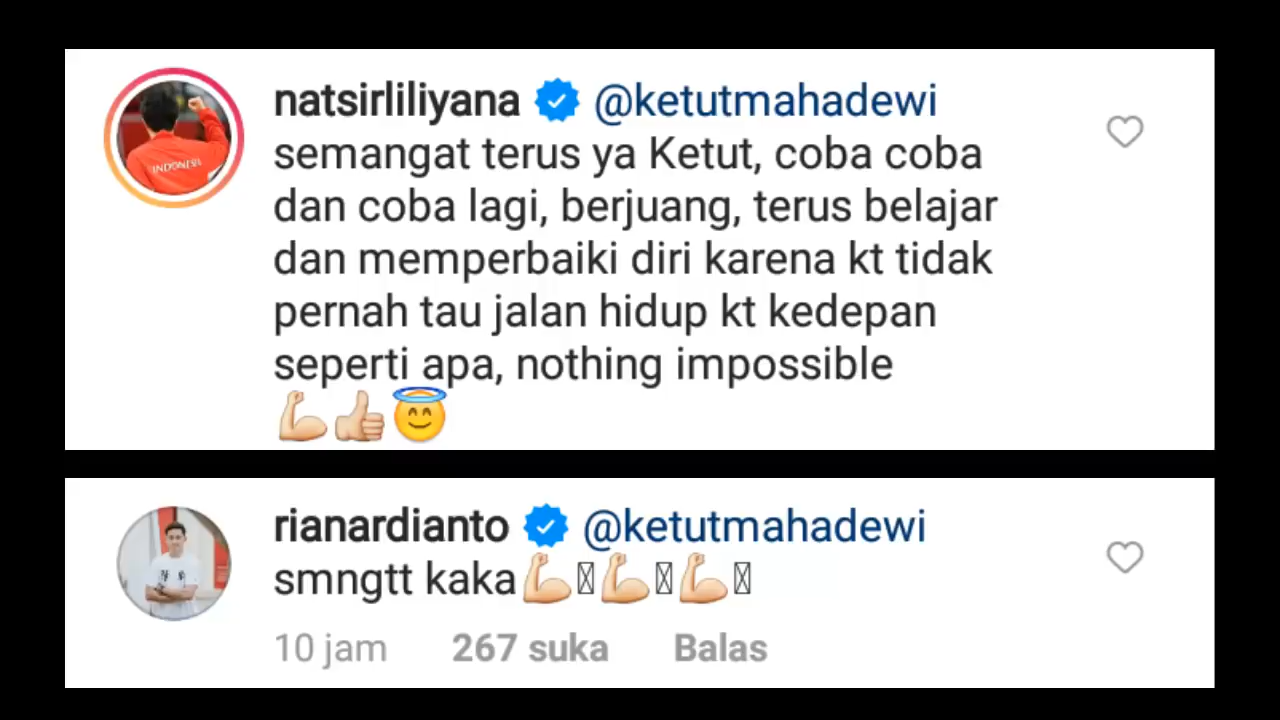 natsirliliyana @ketutmahadewi
semangat terus ya Ketut, coba coba
dan coba lagi, berjuang, terus belajar
dan memperbaiki diri karena kt tidak
pernah tau jalan hidup kt kedepan
seperti apa, nothing impossible
💪🏻👍🏻😇
INDONESIA
rianardianto @ketutmahadewi
smngtt kaka💪🏻💪🏻💪🏻
10 jam 267 suka Balas